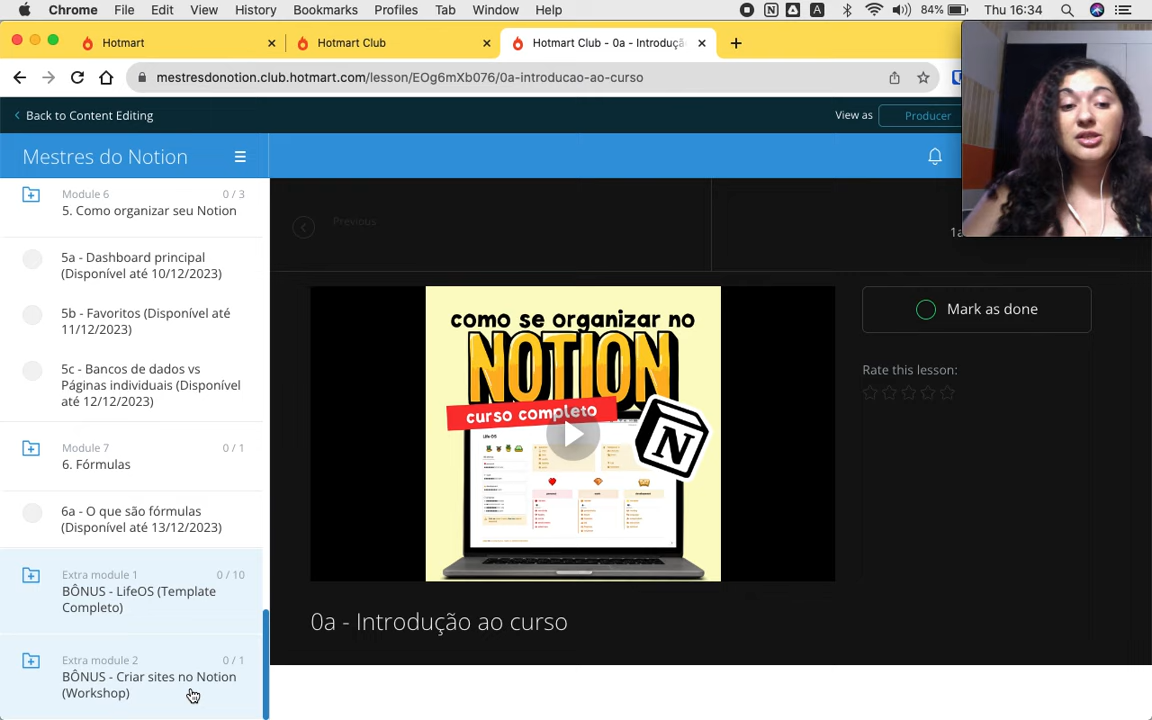 Chrome File Edit View History Bookmarks Profiles Tab Window Help 84% Thu 16:34
Hotmart
Hotmart Club
Hotmart Club - 0a - Introduçã
mestresdonotion.club.hotmart.com/lesson/EOg6mXb076/0a-introducao-ao-curso
Back to Content Editing
View as Producer
Mestres do Notion
Module 6 0 / 3
5. Como organizar seu Notion
5a - Dashboard principal
(Disponível até 10/12/2023)
5b - Favoritos (Disponível até
11/12/2023)
5c - Bancos de dados vs
Páginas individuais (Disponível
até 12/12/2023)
Module 7 0 / 1
6. Fórmulas
6a - O que são fórmulas
(Disponível até 13/12/2023)
Extra module 1 0 / 10
BÔNUS - LifeOS (Template
Completo)
Extra module 2 0 / 1
BÔNUS - Criar sites no Notion
(Workshop)
Previous
1a
como se organizar no
NOTION
curso completo
N
Life OS
Mark as done
Rate this lesson:
0a - Introdução ao curso